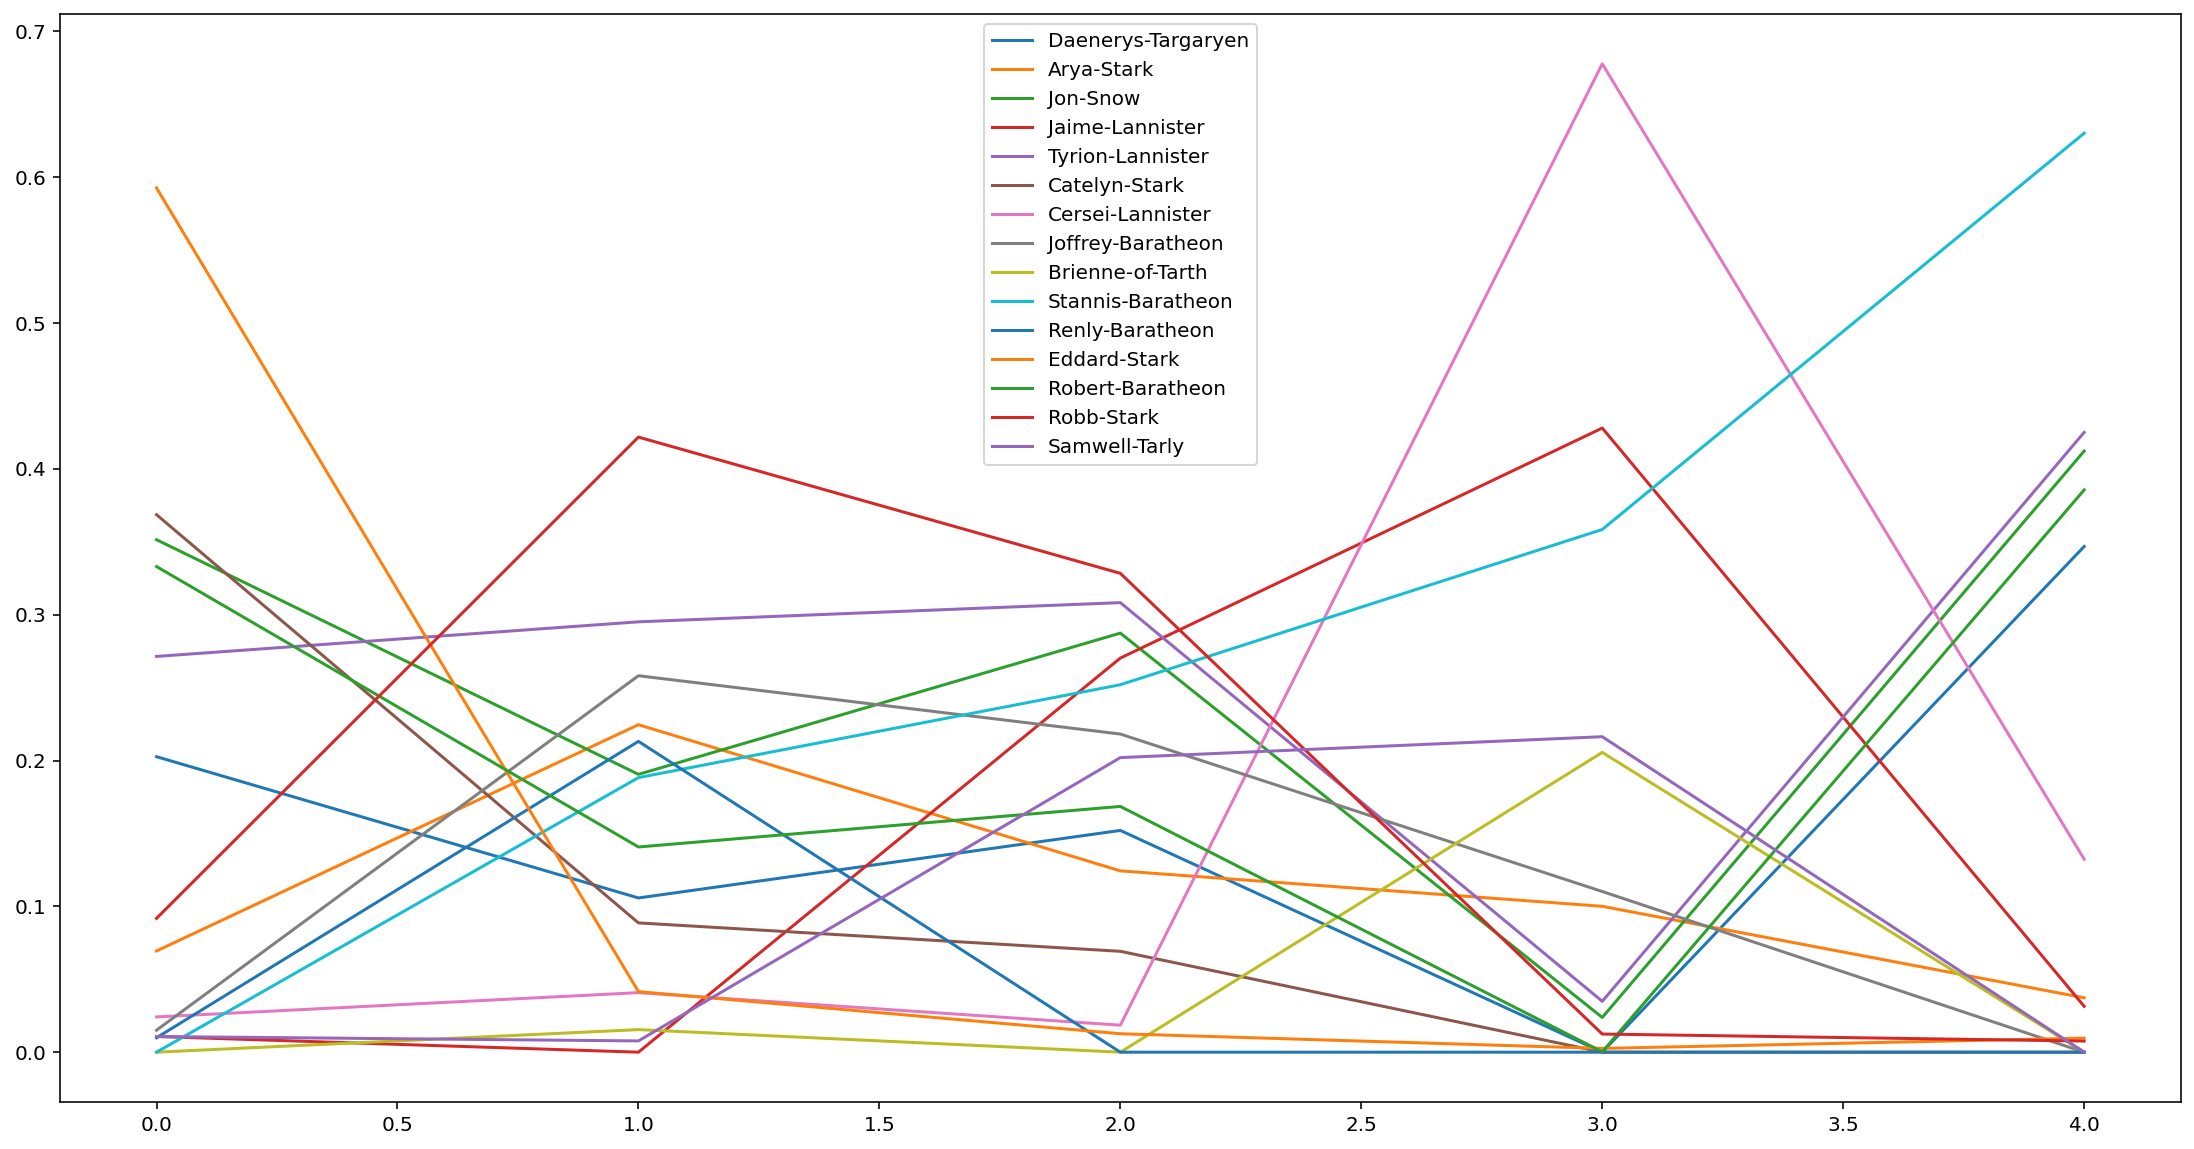 0.7
0.6
0.5
0.4
0.3
0.2
0.1
0.0
Daenerys-Targaryen
Arya-Stark
Jon-Snow
Jaime-Lannister
Tyrion-Lannister
Catelyn-Stark
Cersei-Lannister
Joffrey-Baratheon
Brienne-of-Tarth
Stannis-Baratheon
Renly-Baratheon
Eddard-Stark
Robert-Baratheon
Robb-Stark
Samwell-Tarly
0.0 0.5 1.0 1.5 2.0 2.5 3.0 3.5 4.0